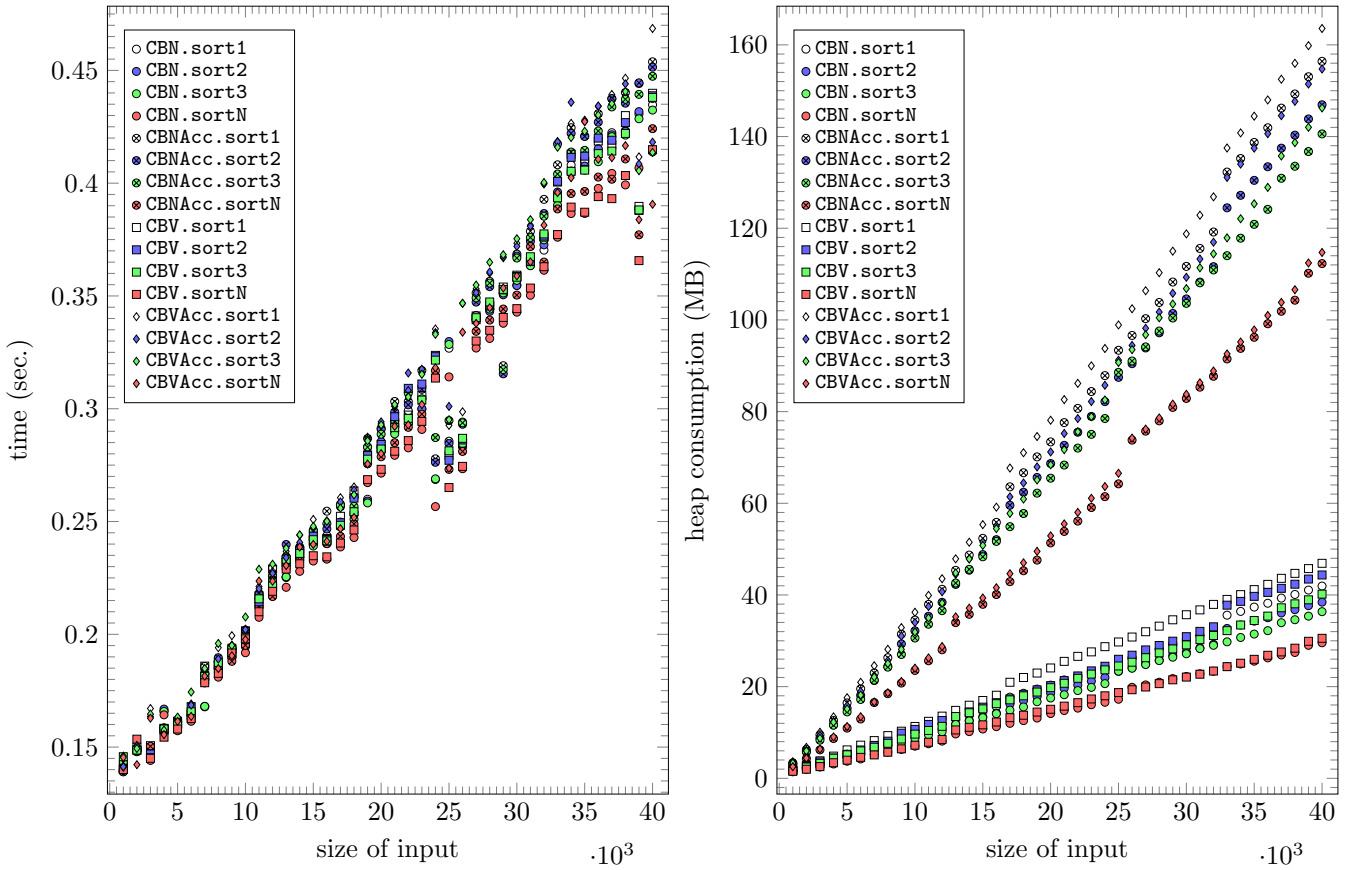 0.45
0.4
0.35
0.3
0.25
0.2
0.15
time (sec.)
CBN.sort1
CBN.sort2
CBN.sort3
CBN.sortN
CBNAcc.sort1
CBNAcc.sort2
CBNAcc.sort3
CBNAcc.sortN
CBV.sort1
CBV.sort2
CBV.sort3
CBV.sortN
CBVAcc.sort1
CBVAcc.sort2
CBVAcc.sort3
CBVAcc.sortN
0 5 10 15 20 25 30 35 40
size of input
·10³
160
140
120
100
80
60
40
20
0
heap consumption (MB)
CBN.sort1
CBN.sort2
CBN.sort3
CBN.sortN
CBNAcc.sort1
CBNAcc.sort2
CBNAcc.sort3
CBNAcc.sortN
CBV.sort1
CBV.sort2
CBV.sort3
CBV.sortN
CBVAcc.sort1
CBVAcc.sort2
CBVAcc.sort3
CBVAcc.sortN
0 5 10 15 20 25 30 35 40
size of input
·10³